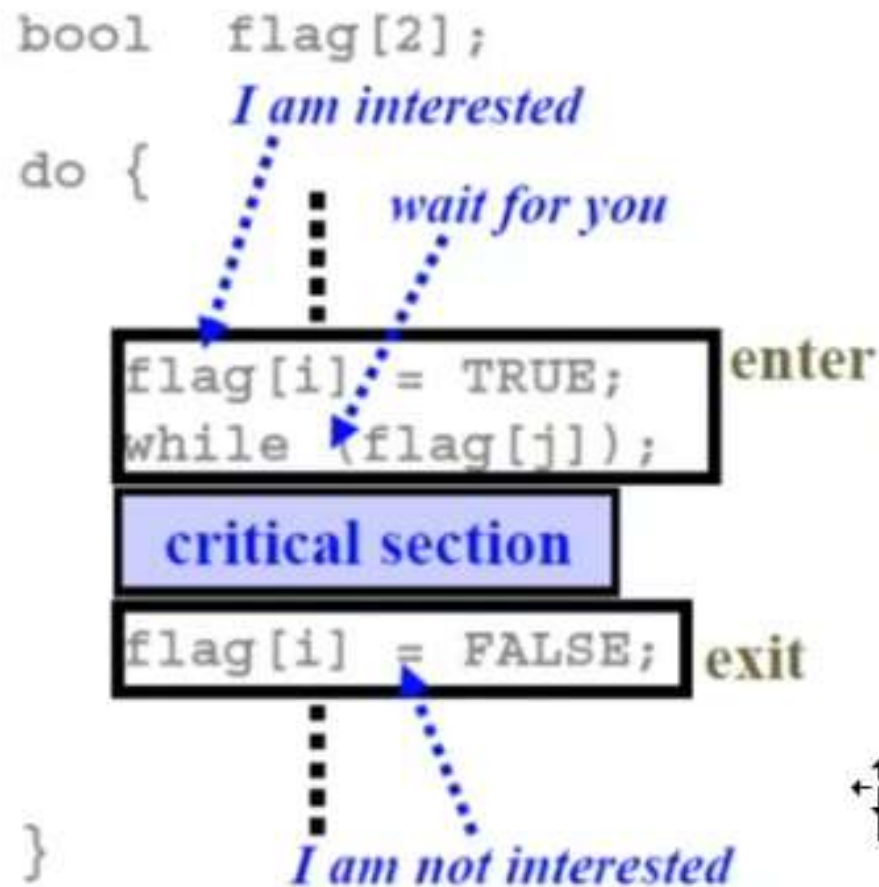 bool flag[2];
I am interested
do {
wait for you
flag[i] = TRUE;
enter
while (flag[j]);
critical section
flag[i] = FALSE;
exit
}
I am not interested